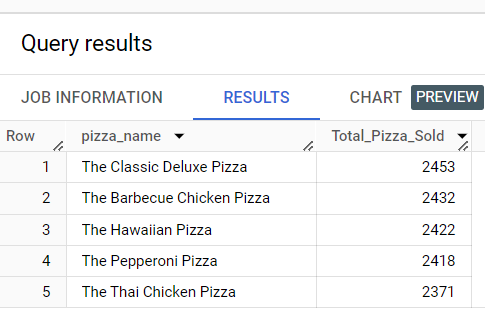 Query results
JOB INFORMATION RESULTS CHART PREVIEW
Row pizza_name Total_Pizza_Sold
1 The Classic Deluxe Pizza 2453
2 The Barbecue Chicken Pizza 2432
3 The Hawaiian Pizza 2422
4 The Pepperoni Pizza 2418
5 The Thai Chicken Pizza 2371